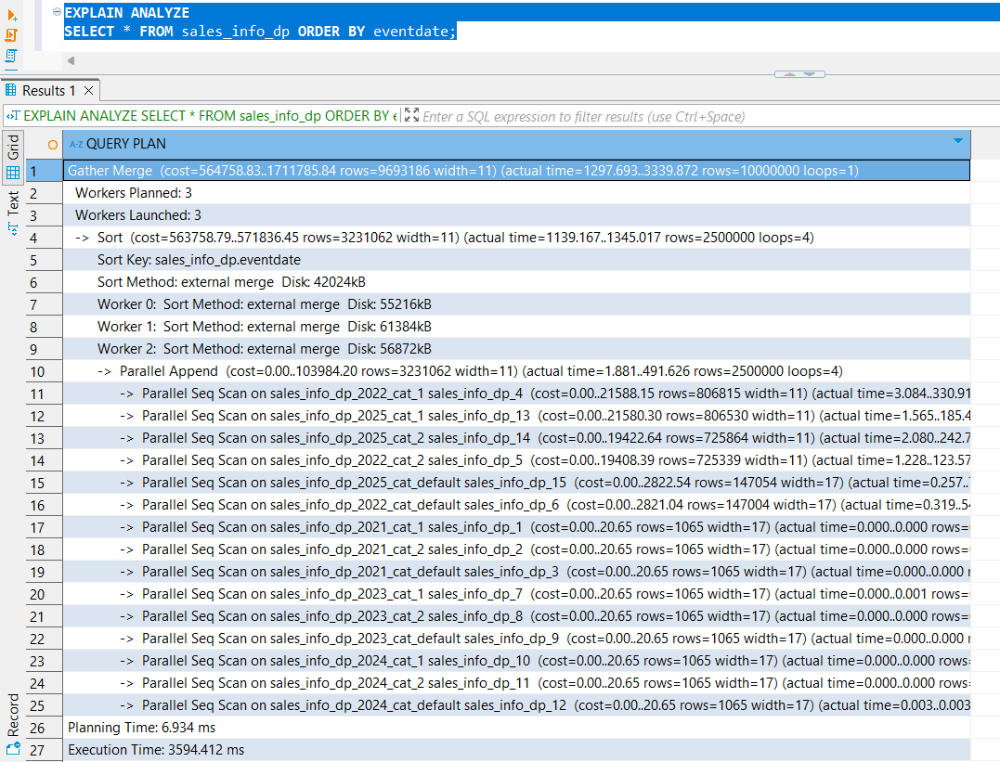 EXPLAIN ANALYZE
SELECT * FROM sales_info_dp ORDER BY eventdate;
Results 1
EXPLAIN ANALYZE SELECT * FROM sales_info_dp ORDER BY e
Enter a SQL expression to filter results (use Ctrl+Space)
Grid
Text
Record
A-Z QUERY PLAN
1 Gather Merge (cost=564758.83..1711785.84 rows=9693186 width=11) (actual time=1297.693..3339.872 rows=10000000 loops=1)
2 Workers Planned: 3
3 Workers Launched: 3
4 -> Sort (cost=563758.79..571836.45 rows=3231062 width=11) (actual time=1139.167..1345.017 rows=2500000 loops=4)
5 Sort Key: sales_info_dp.eventdate
6 Sort Method: external merge Disk: 42024kB
7 Worker 0: Sort Method: external merge Disk: 55216kB
8 Worker 1: Sort Method: external merge Disk: 61384kB
9 Worker 2: Sort Method: external merge Disk: 56872kB
10 -> Parallel Append (cost=0.00..103984.20 rows=3231062 width=11) (actual time=1.881..491.626 rows=2500000 loops=4)
11 -> Parallel Seq Scan on sales_info_dp_2022_cat_1 sales_info_dp_4 (cost=0.00..21588.15 rows=806815 width=11) (actual time=3.084..330.91
12 -> Parallel Seq Scan on sales_info_dp_2025_cat_1 sales_info_dp_13 (cost=0.00..21580.30 rows=806530 width=11) (actual time=1.565..185.4
13 -> Parallel Seq Scan on sales_info_dp_2025_cat_2 sales_info_dp_14 (cost=0.00..19422.64 rows=725864 width=11) (actual time=2.080..242.7
14 -> Parallel Seq Scan on sales_info_dp_2022_cat_2 sales_info_dp_5 (cost=0.00..19408.39 rows=725339 width=11) (actual time=1.228..123.57
15 -> Parallel Seq Scan on sales_info_dp_2025_cat_default sales_info_dp_15 (cost=0.00..2822.54 rows=147054 width=17) (actual time=0.257..
16 -> Parallel Seq Scan on sales_info_dp_2022_cat_default sales_info_dp_6 (cost=0.00..2821.04 rows=147004 width=17) (actual time=0.319..54
17 -> Parallel Seq Scan on sales_info_dp_2021_cat_1 sales_info_dp_1 (cost=0.00..20.65 rows=1065 width=17) (actual time=0.000..0.000 rows=
18 -> Parallel Seq Scan on sales_info_dp_2021_cat_2 sales_info_dp_2 (cost=0.00..20.65 rows=1065 width=17) (actual time=0.000..0.000 rows=
19 -> Parallel Seq Scan on sales_info_dp_2021_cat_default sales_info_dp_3 (cost=0.00..20.65 rows=1065 width=17) (actual time=0.000..0.000
20 -> Parallel Seq Scan on sales_info_dp_2023_cat_1 sales_info_dp_7 (cost=0.00..20.65 rows=1065 width=17) (actual time=0.000..0.001 rows=
21 -> Parallel Seq Scan on sales_info_dp_2023_cat_2 sales_info_dp_8 (cost=0.00..20.65 rows=1065 width=17) (actual time=0.000..0.000 rows=
22 -> Parallel Seq Scan on sales_info_dp_2023_cat_default sales_info_dp_9 (cost=0.00..20.65 rows=1065 width=17) (actual time=0.000..0.000
23 -> Parallel Seq Scan on sales_info_dp_2024_cat_1 sales_info_dp_10 (cost=0.00..20.65 rows=1065 width=17) (actual time=0.000..0.000 rows=
24 -> Parallel Seq Scan on sales_info_dp_2024_cat_2 sales_info_dp_11 (cost=0.00..20.65 rows=1065 width=17) (actual time=0.000..0.000 rows=
25 -> Parallel Seq Scan on sales_info_dp_2024_cat_default sales_info_dp_12 (cost=0.00..20.65 rows=1065 width=17) (actual time=0.003..0.003
26 Planning Time: 6.934 ms
27 Execution Time: 3594.412 ms